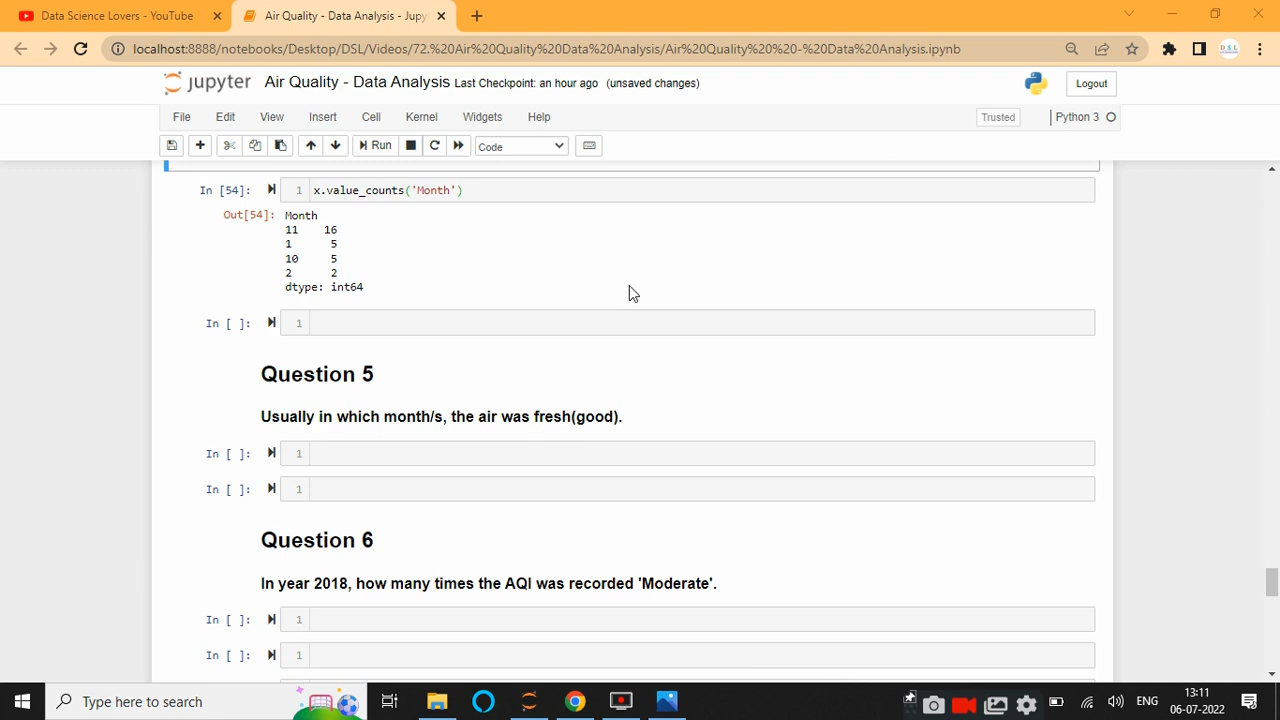 Data Science Lovers - YouTube
Air Quality - Data Analysis - Jupy
localhost:8888/notebooks/Desktop/DSL/Videos/72.%20Air%20Quality%20Data%20Analysis/Air%20Quality%20%20-%20Data%20Analysis.ipynb
DSL
jupyter Air Quality - Data Analysis Last Checkpoint: an hour ago (unsaved changes)
Logout
File Edit View Insert Cell Kernel Widgets Help
Trusted
Python 3
Run
Code
In [54]: 1 x.value_counts('Month')
Out[54]: Month
11 16
1 5
10 5
2 2
dtype: int64
In [ ]: 1
Question 5
Usually in which month/s, the air was fresh(good).
In [ ]: 1
In [ ]: 1
Question 6
In year 2018, how many times the AQI was recorded 'Moderate'.
In [ ]: 1
In [ ]: 1
Type here to search
ENG
13:11
06-07-2022